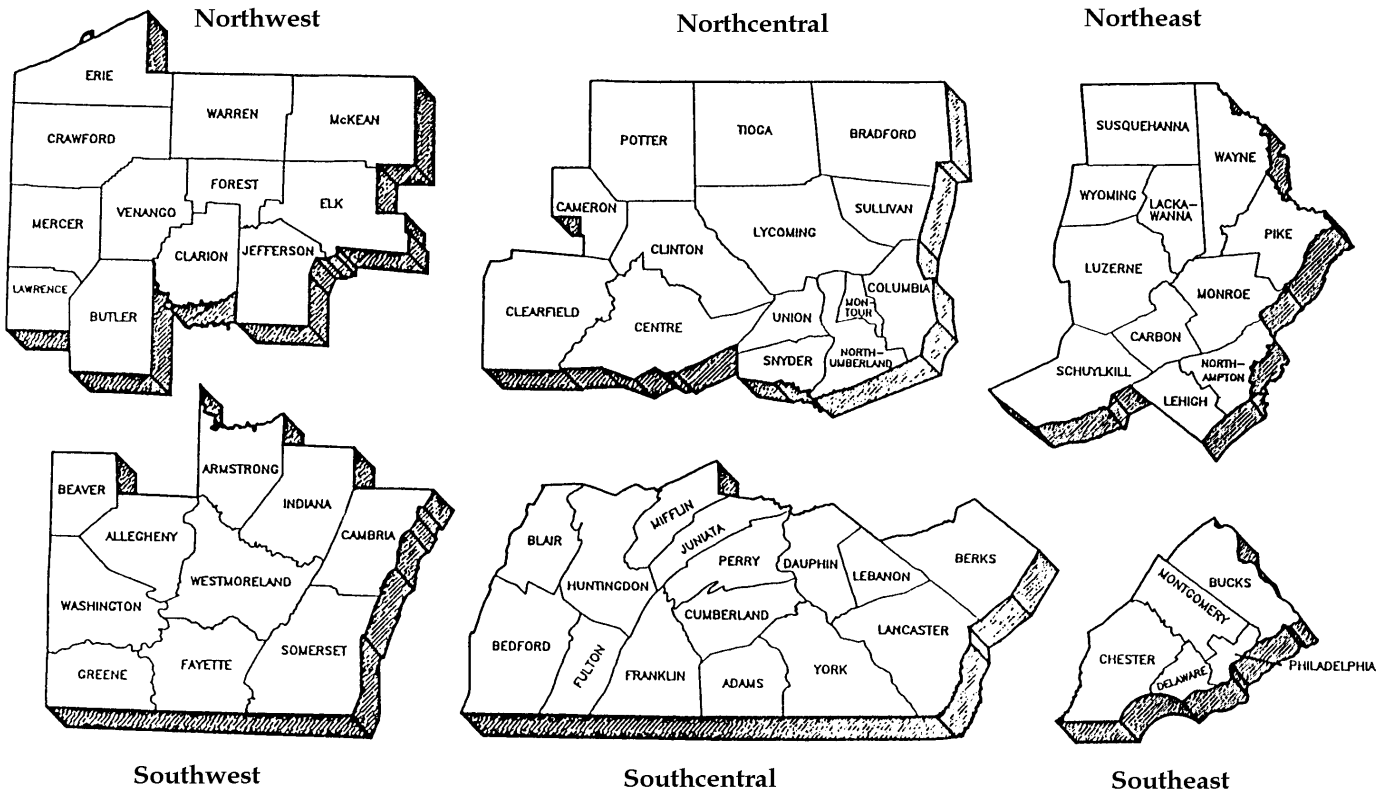 Northwest
ERIE
WARREN
McKEAN
CRAWFORD
FOREST
ELK
MERCER
VENANGO
CLARION
JEFFERSON
LAWRENCE
BUTLER
Northcentral
POTTER
TIOGA
BRADFORD
CAMERON
SULLIVAN
CLINTON
LYCOMING
CLEARFIELD
CENTRE
UNION
MON-
TOUR
COLUMBIA
SNYDER
NORTH-
UMBERLAND
Northeast
SUSQUEHANNA
WAYNE
WYOMING
LACKA-
WANNA
PIKE
LUZERNE
MONROE
CARBON
SCHUYLKILL
NORTH-
AMPTON
LEHIGH
ARMSTRONG
BEAVER
INDIANA
ALLEGHENY
CAMBRIA
WESTMORELAND
WASHINGTON
SOMERSET
FAYETTE
GREENE
Southwest
MIFFLIN
BLAIR
JUNIATA
PERRY
DAUPHIN
LEBANON
BERKS
HUNTINGDON
CUMBERLAND
LANCASTER
BEDFORD
FULTON
FRANKLIN
ADAMS
YORK
Southcentral
BUCKS
MONTGOMERY
CHESTER
DELAWARE
PHILADELPHIA
Southeast